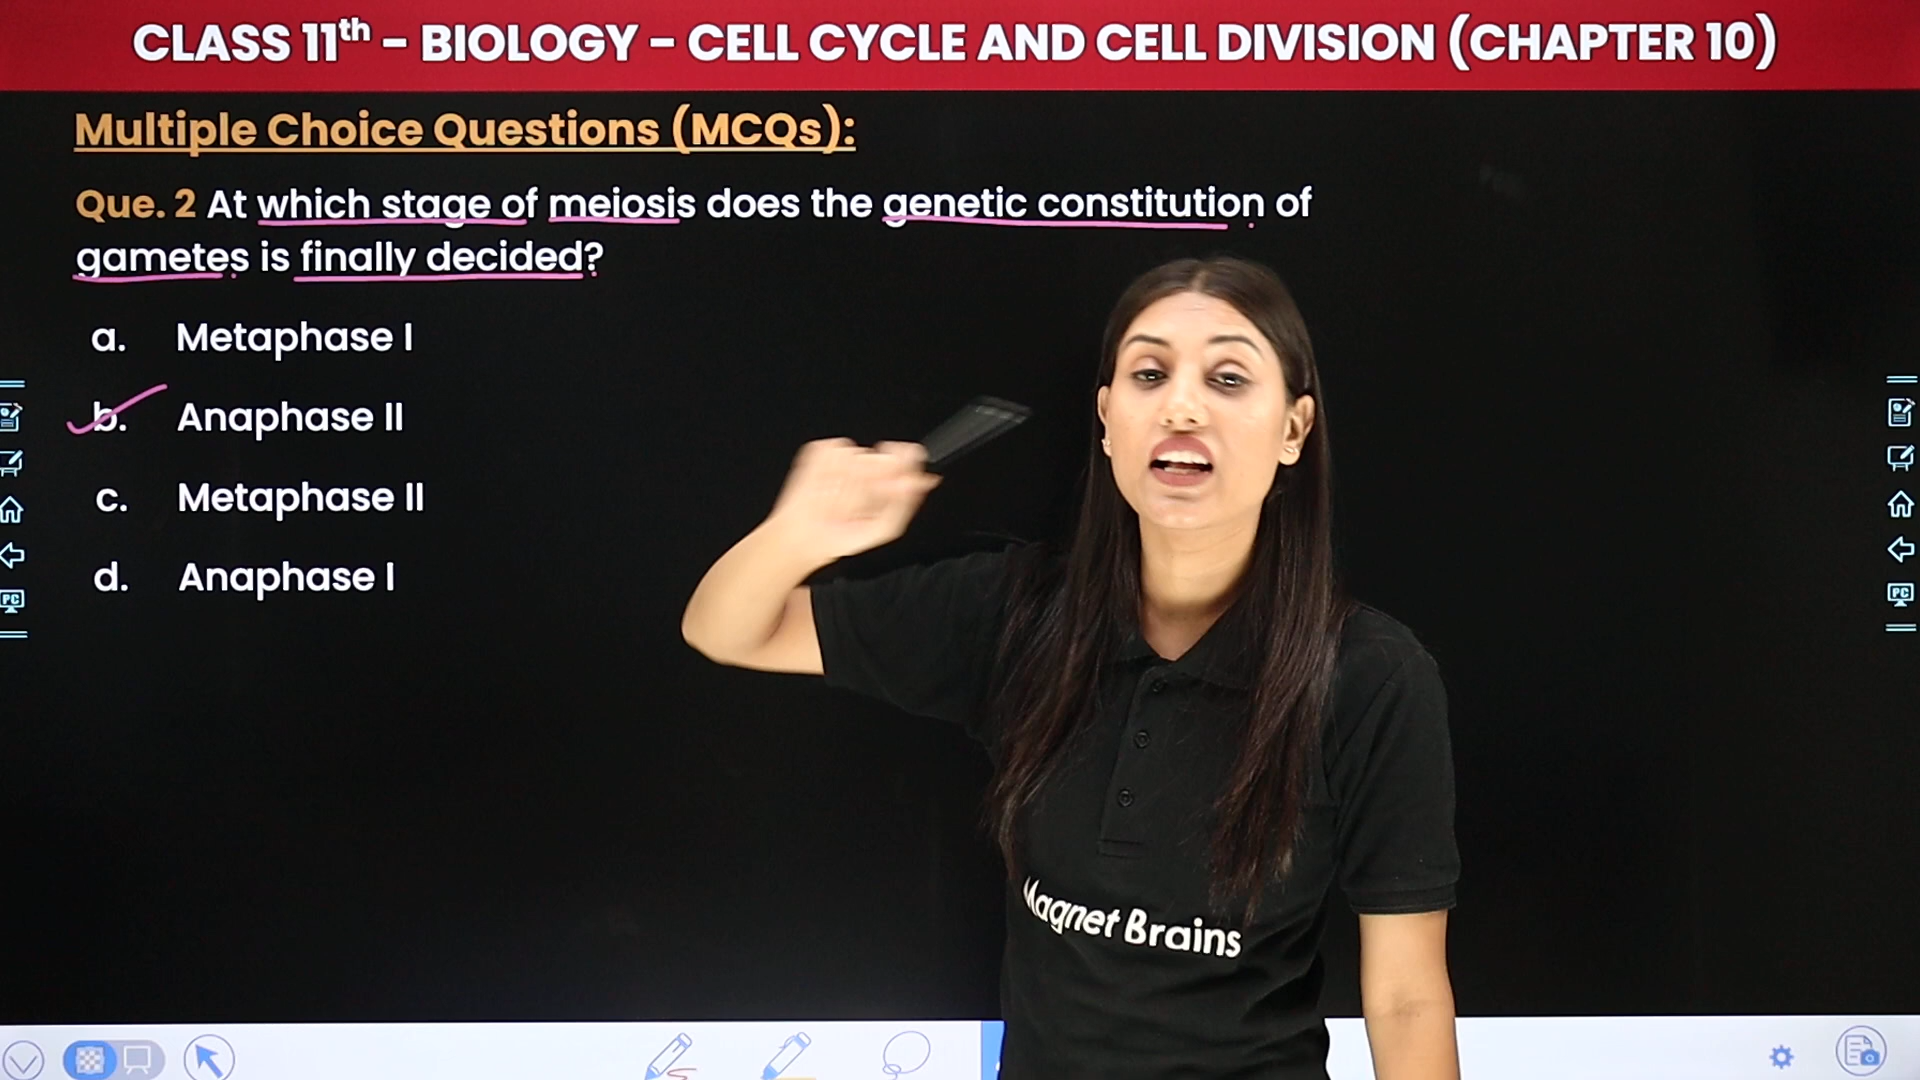 CLASS 11th - BIOLOGY - CELL CYCLE AND CELL DIVISION (CHAPTER 10)
Multiple Choice Questions (MCQs):
Que. 2 At which stage of meiosis does the genetic constitution of
gametes is finally decided?
a. Metaphase I
b. Anaphase II
c. Metaphase II
d. Anaphase I
PC
PC
Magnet Brains